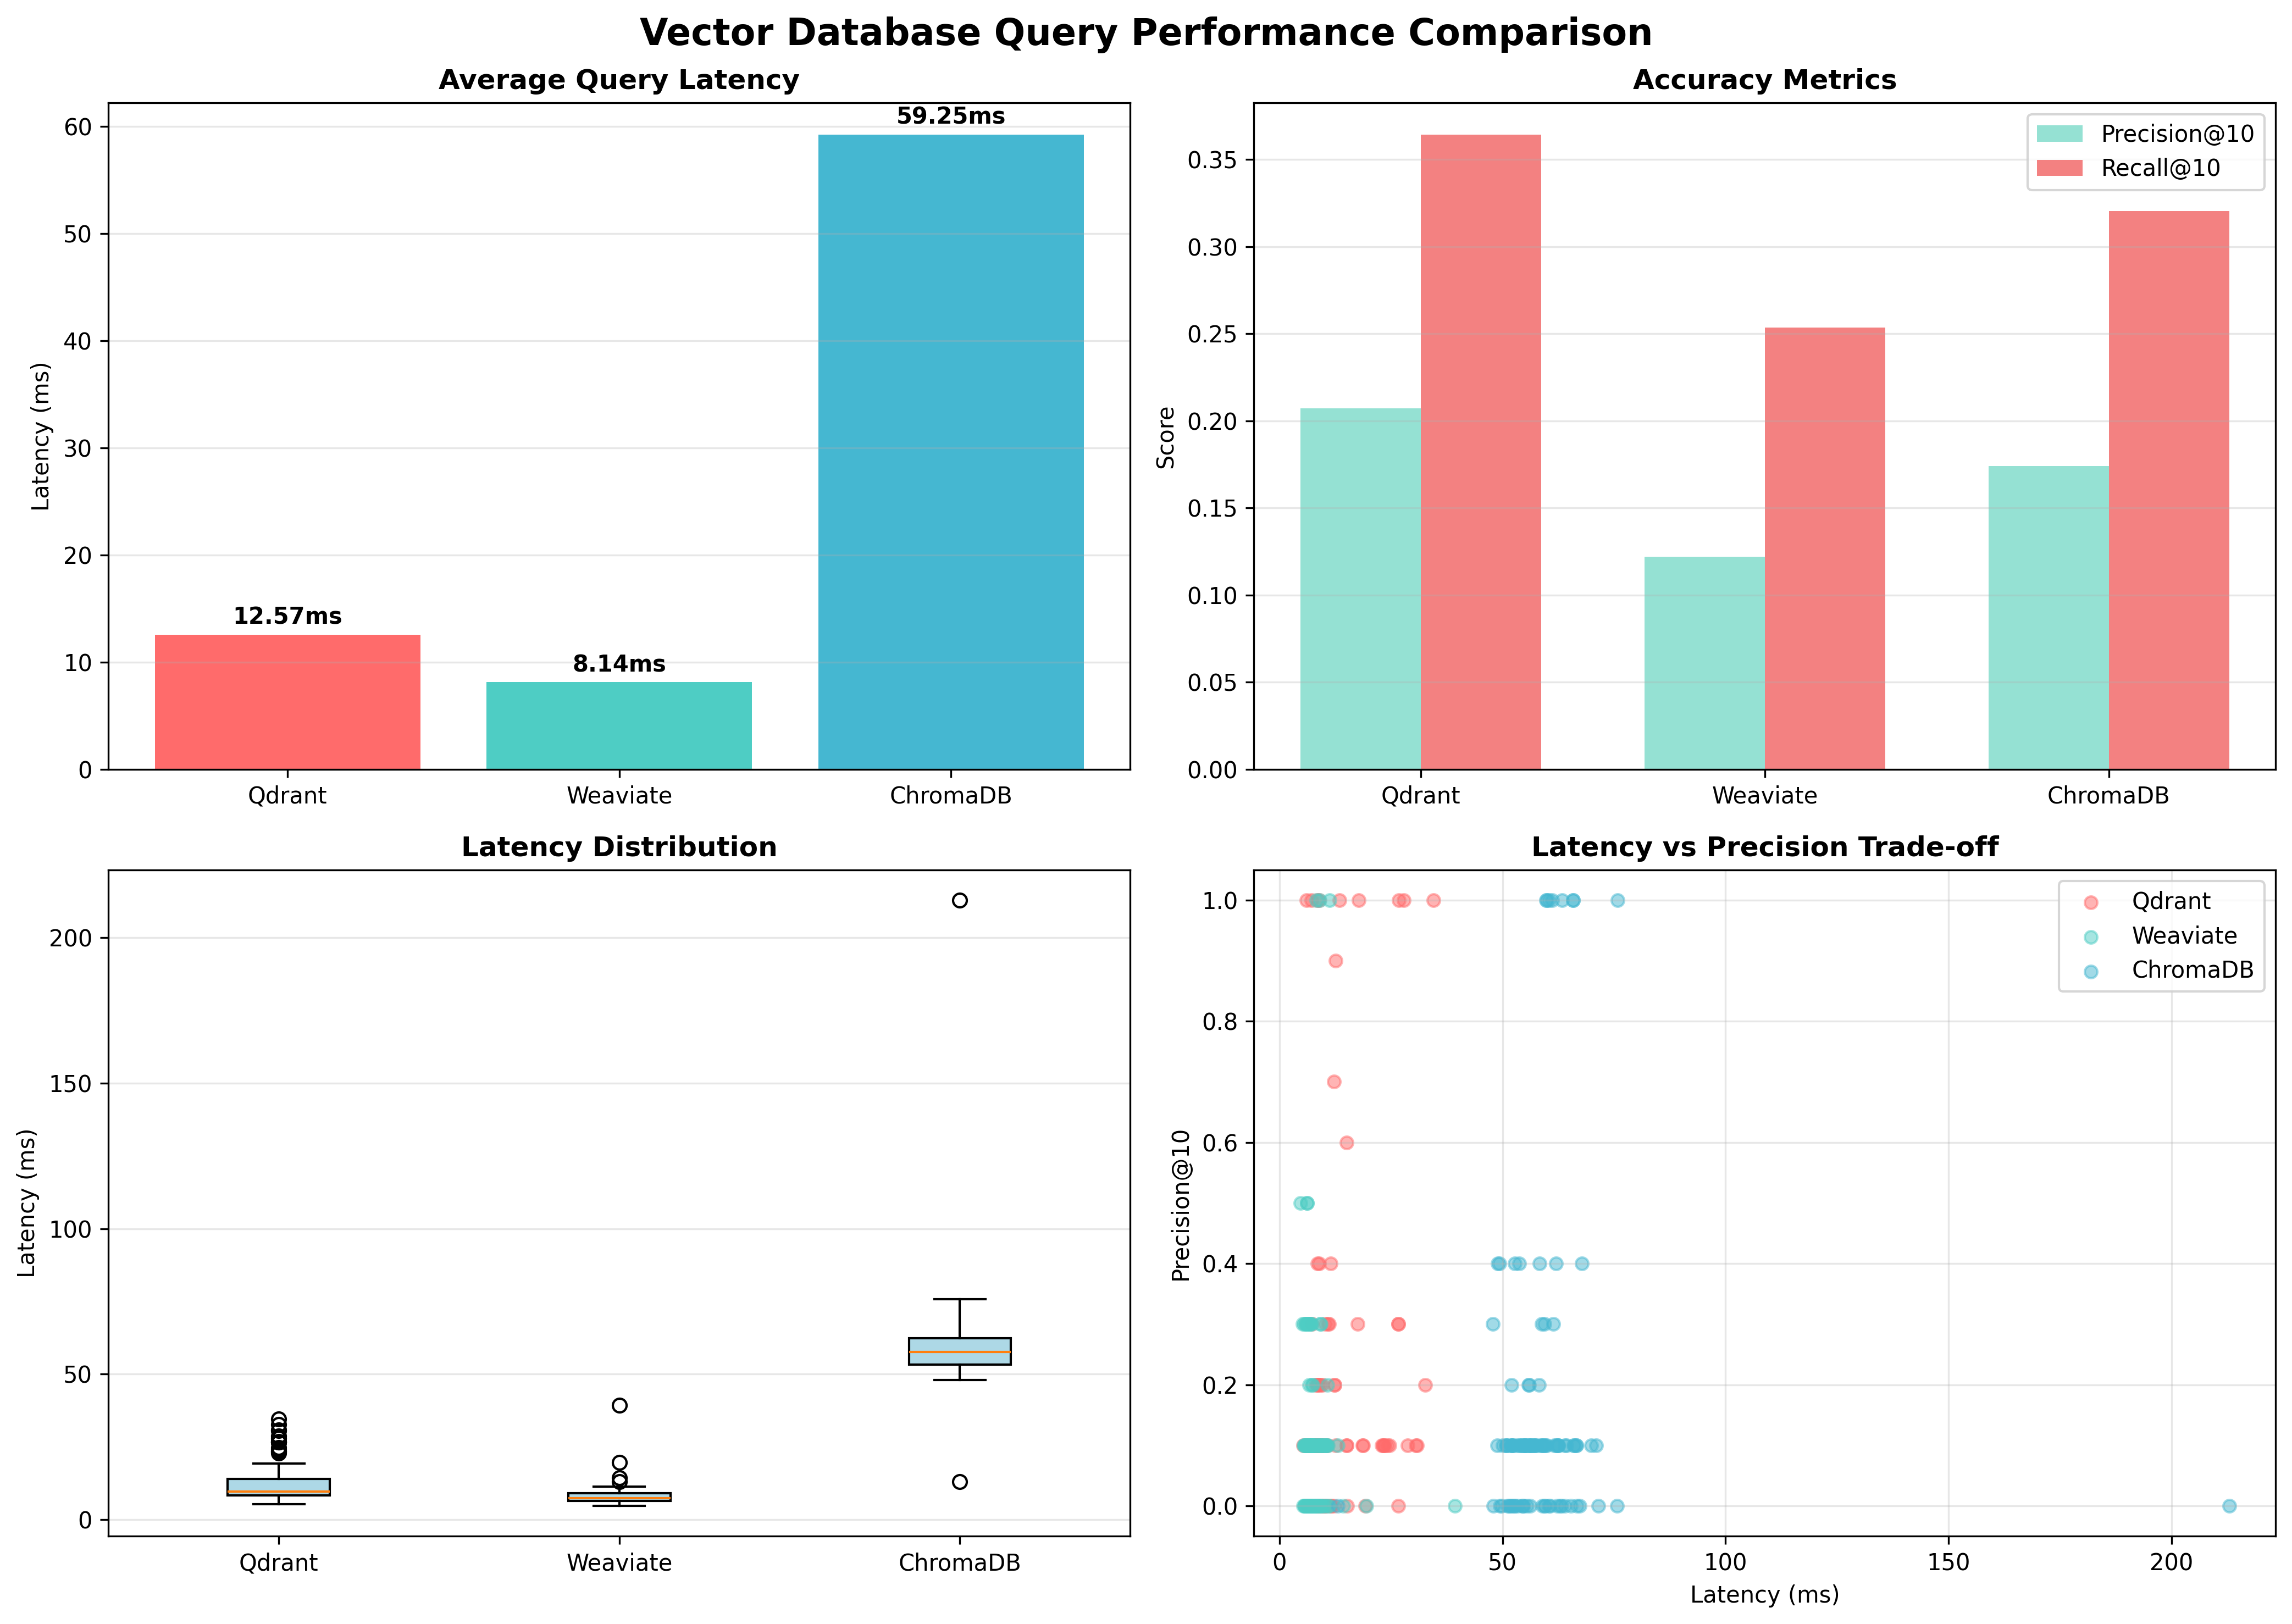 Vector Database Query Performance Comparison
Average Query Latency
Latency (ms)
60
50
40
30
20
10
0
12.57ms
8.14ms
59.25ms
Qdrant
Weaviate
ChromaDB
Accuracy Metrics
Score
0.35
0.30
0.25
0.20
0.15
0.10
0.05
0.00
Precision@10
Recall@10
Qdrant
Weaviate
ChromaDB
Latency Distribution
Latency (ms)
200
150
100
50
0
Qdrant
Weaviate
ChromaDB
Latency vs Precision Trade-off
Precision@10
1.0
0.8
0.6
0.4
0.2
0.0
Qdrant
Weaviate
ChromaDB
0
50
100
150
200
Latency (ms)